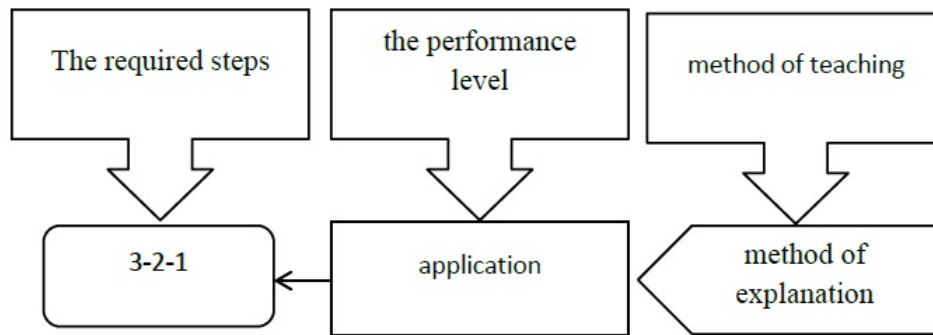 The required steps
the performance
level
method of teaching
3-2-1
application
method of
explanation